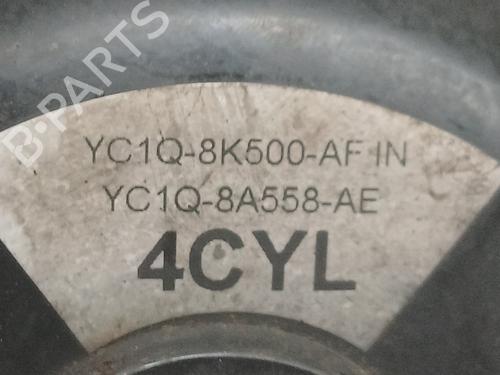 B-PARTS
YC1Q-8K500-AF IN
YC1Q-8A558-AE
4CYL